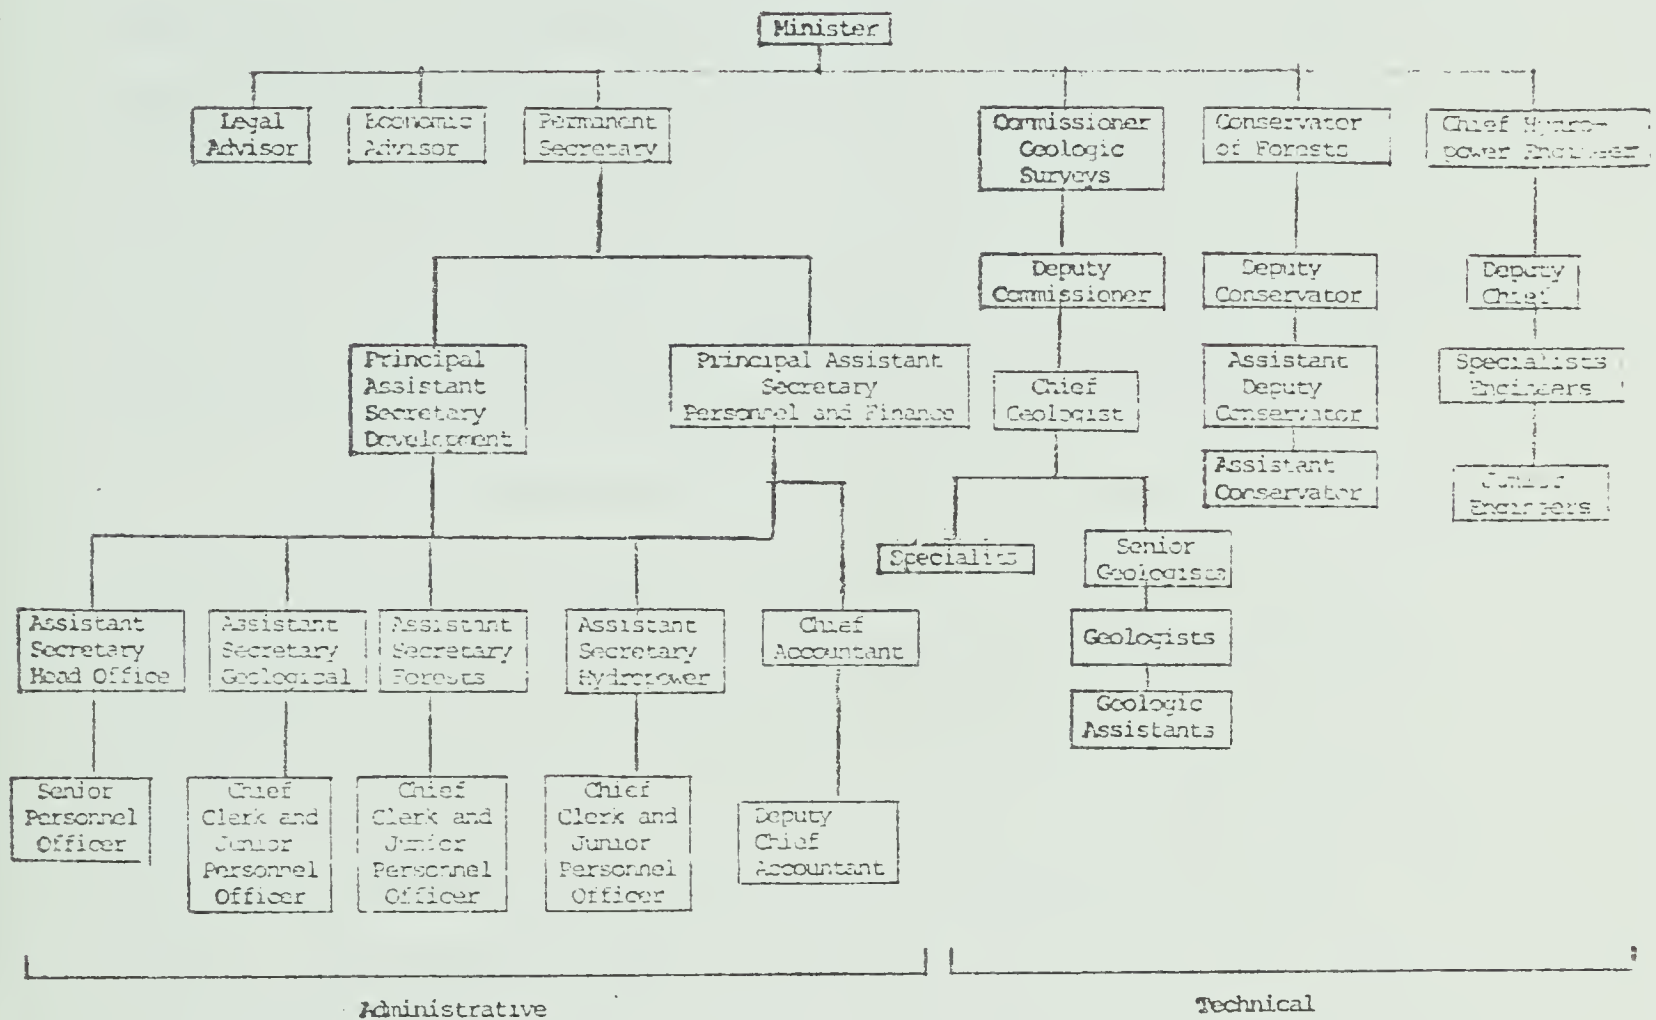 Minister
Legal
Advisor
Economic
Advisor
Permanent
Secretary
Commissioner
Geologic
Surveys
Conservator
of Forests
Chief Hydro-
power Engineer
Deputy
Commissioner
Deputy
Conservator
Deputy
Chief
Principal
Assistant
Secretary
Development
Principal Assistant
Secretary
Personnel and Finance
Chief
Geologist
Assistant
Deputy
Conservator
Specialists
Engineers
Assistant
Conservator
Junior
Engineers
Specialits
Senior
Geologists
Assistant
Secretary
Head Office
Assistant
Secretary
Geological
Assistant
Secretary
Forests
Assistant
Secretary
Hydropower
Chief
Accountant
Geologists
Geologic
Assistants
Senior
Personnel
Officer
Chief
Clerk and
Junior
Personnel
Officer
Chief
Clerk and
Junior
Personnel
Officer
Chief
Clerk and
Junior
Personnel
Officer
Deputy
Chief
Accountant
Administrative
Technical